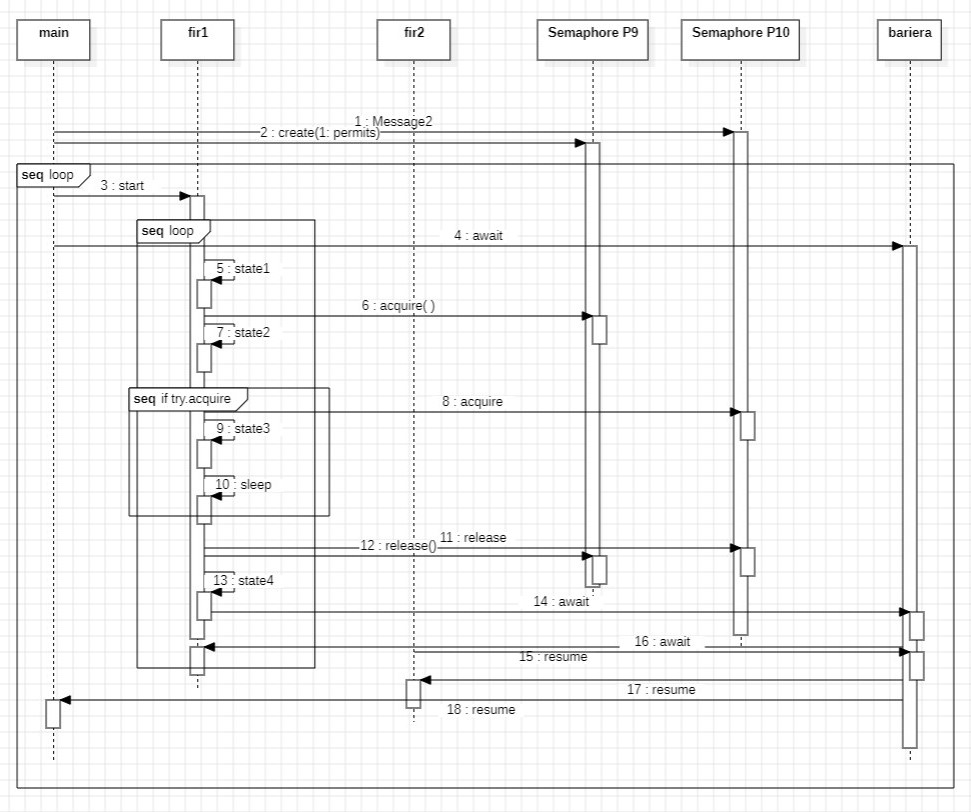 main
fir1
fir2
Semaphore P9
Semaphore P10
bariera
1 : Message2
2 : create(1: permits)
seq loop
3 : start
seq loop
4 : await
5 : state1
6 : acquire( )
7 : state2
seq if try.acquire
8 : acquire
9 : state3
10 : sleep
11 : release
12 : release()
13 : state4
14 : await
16 : await
15 : resume
17 : resume
18 : resume